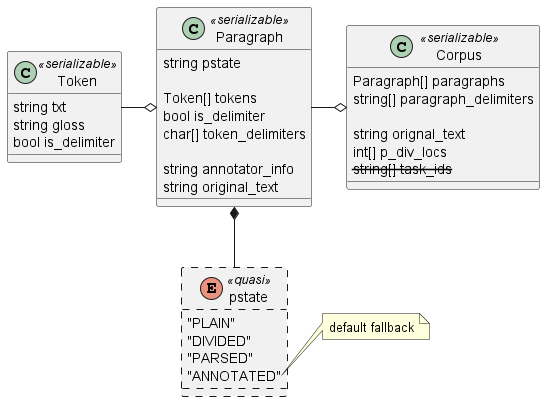 C «serializable»
Token
string txt
string gloss
bool is_delimiter
C «serializable»
Paragraph
string pstate
Token[] tokens
bool is_delimiter
char[] token_delimiters
string annotator_info
string original_text
C «serializable»
Corpus
Paragraph[] paragraphs
string[] paragraph_delimiters
string orignal_text
int[] p_div_locs
string[] task_ids
E «quasi»
pstate
"PLAIN"
"DIVIDED"
"PARSED"
"ANNOTATED"
default fallback